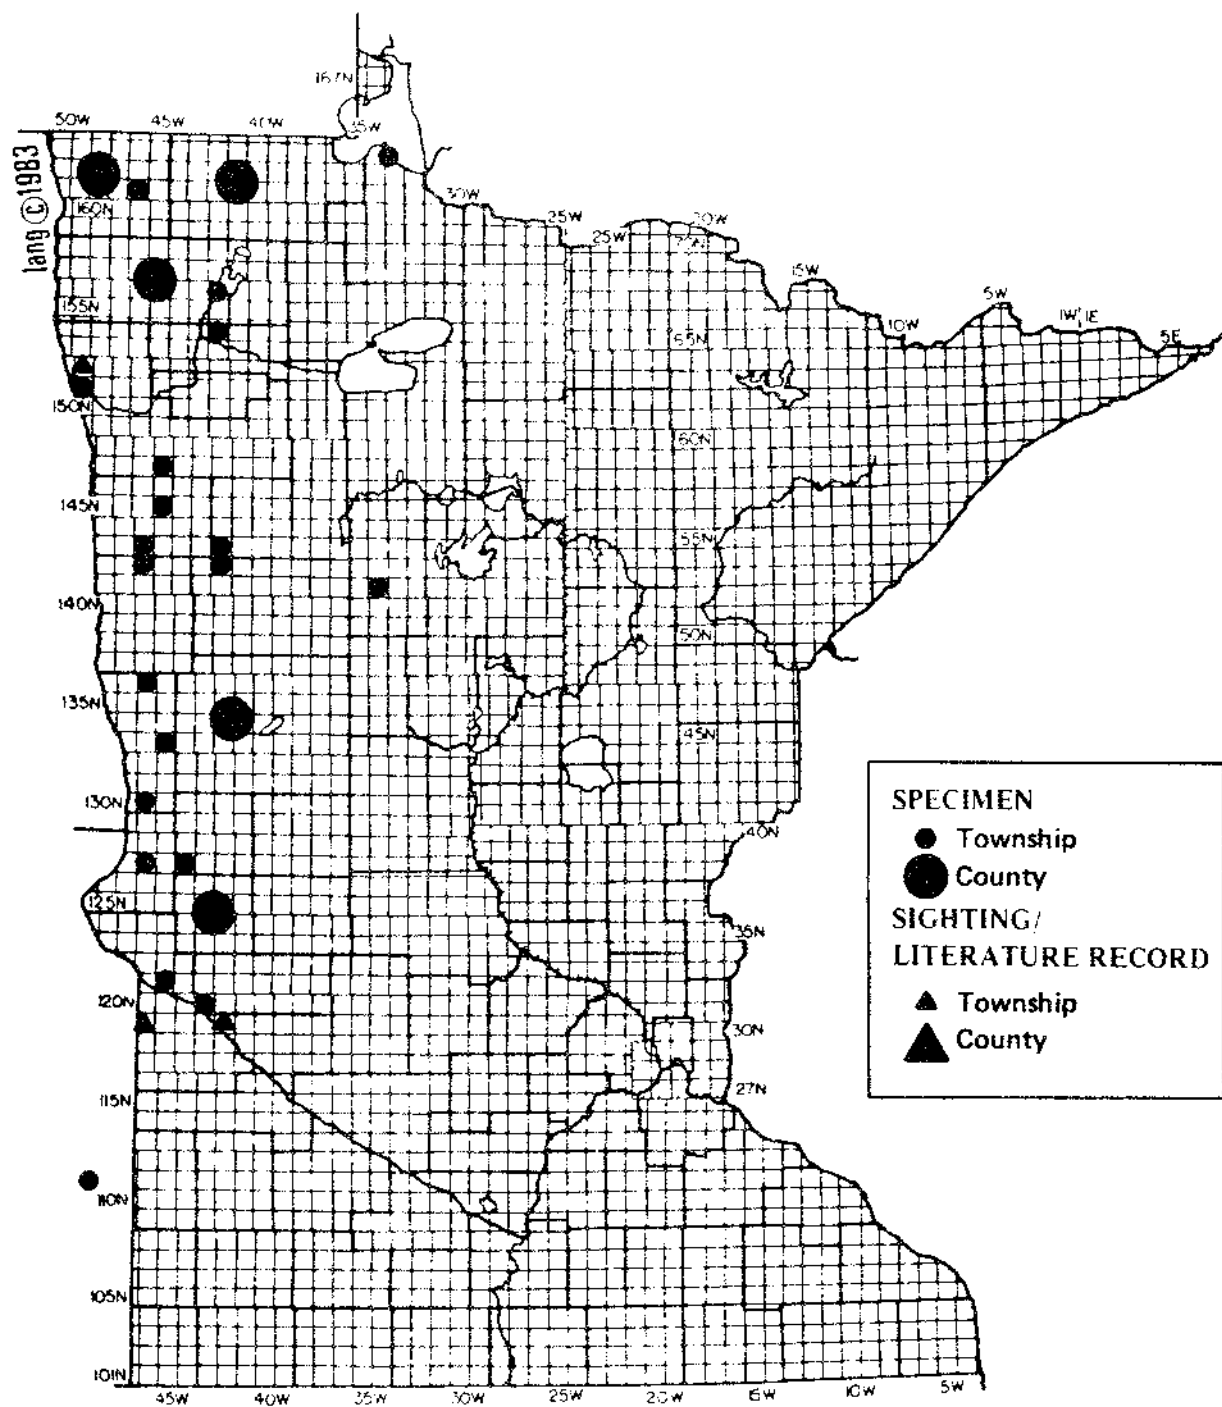 167N
50W 45W 40W 35W
lang © 1983
160N
30W
25W
25W
20W
15W
155N
5W
1W 1E
10W
65N
5E
150N
60N
145N
55N
140N
50N
135N
45N
130N
SPECIMEN
40N
Township
County
125N
SIGHTING/
35N
LITERATURE RECORD
120N
Township
30N
County
27N
115N
110N
105N
101N
45W 40W 35W 30W 25W 20W 15W 10W 5W